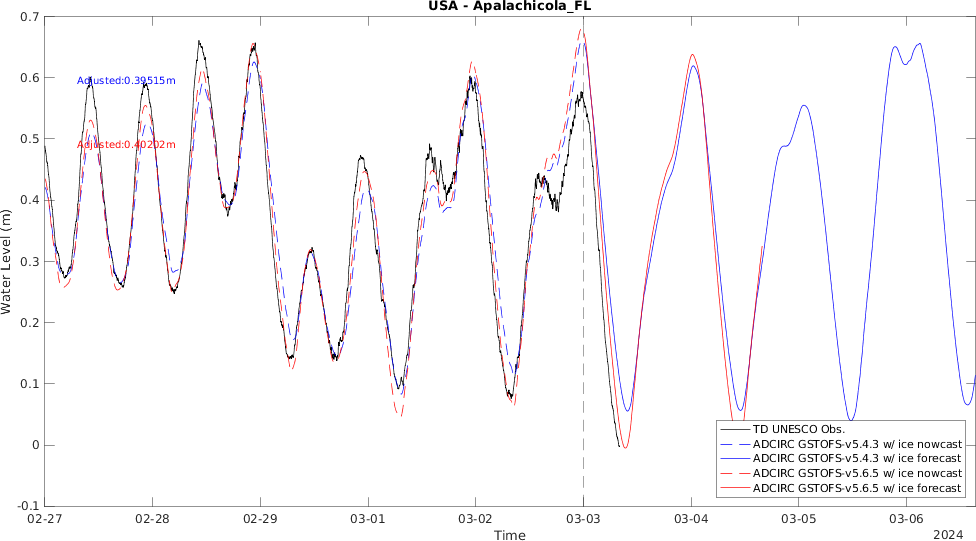 USA - Apalachicola_FL
0.7
0.6
0.5
0.4
0.3
0.2
0.1
0
-0.1
Water Level (m)
Adjusted:0.39515m
Adjusted:0.40202m
TD UNESCO Obs.
ADCIRC GSTOFS-v5.4.3 w/ ice nowcast
ADCIRC GSTOFS-v5.4.3 w/ ice forecast
ADCIRC GSTOFS-v5.6.5 w/ ice nowcast
ADCIRC GSTOFS-v5.6.5 w/ ice forecast
02-27 02-28 02-29 03-01 03-02 03-03 03-04 03-05 03-06
Time
2024